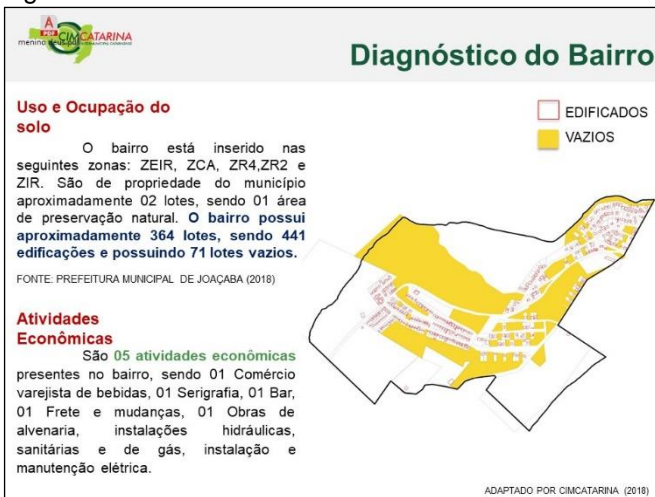 A
PDF
menino deus.pdf
CIMCATARINA
Diagnóstico do Bairro
Uso e Ocupação do
solo
O bairro está inserido nas
seguintes zonas: ZEIR, ZCA, ZR4,ZR2 e
ZIR. São de propriedade do município
aproximadamente 02 lotes, sendo 01 área
de preservação natural. O bairro possui
aproximadamente 364 lotes, sendo 441
edificações e possuindo 71 lotes vazios.
FONTE: PREFEITURA MUNICIPAL DE JOAÇABA (2018)
Atividades
Econômicas
São 05 atividades econômicas
presentes no bairro, sendo 01 Comércio
varejista de bebidas, 01 Serigrafia, 01 Bar,
01 Frete e mudanças, 01 Obras de
alvenaria, instalações hidráulicas,
sanitárias e de gás, instalação e
manutenção elétrica.
EDIFICADOS
VAZIOS
ADAPTADO POR CIMCATARINA (2018)